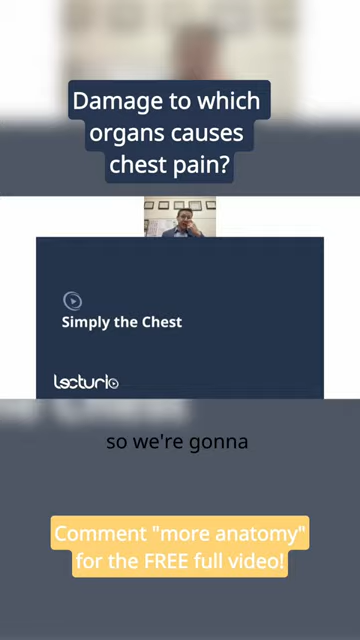 Damage to which
organs causes
chest pain?
Simply the Chest
lecturio
so we're gonna
Comment "more anatomy"
for the FREE full video!